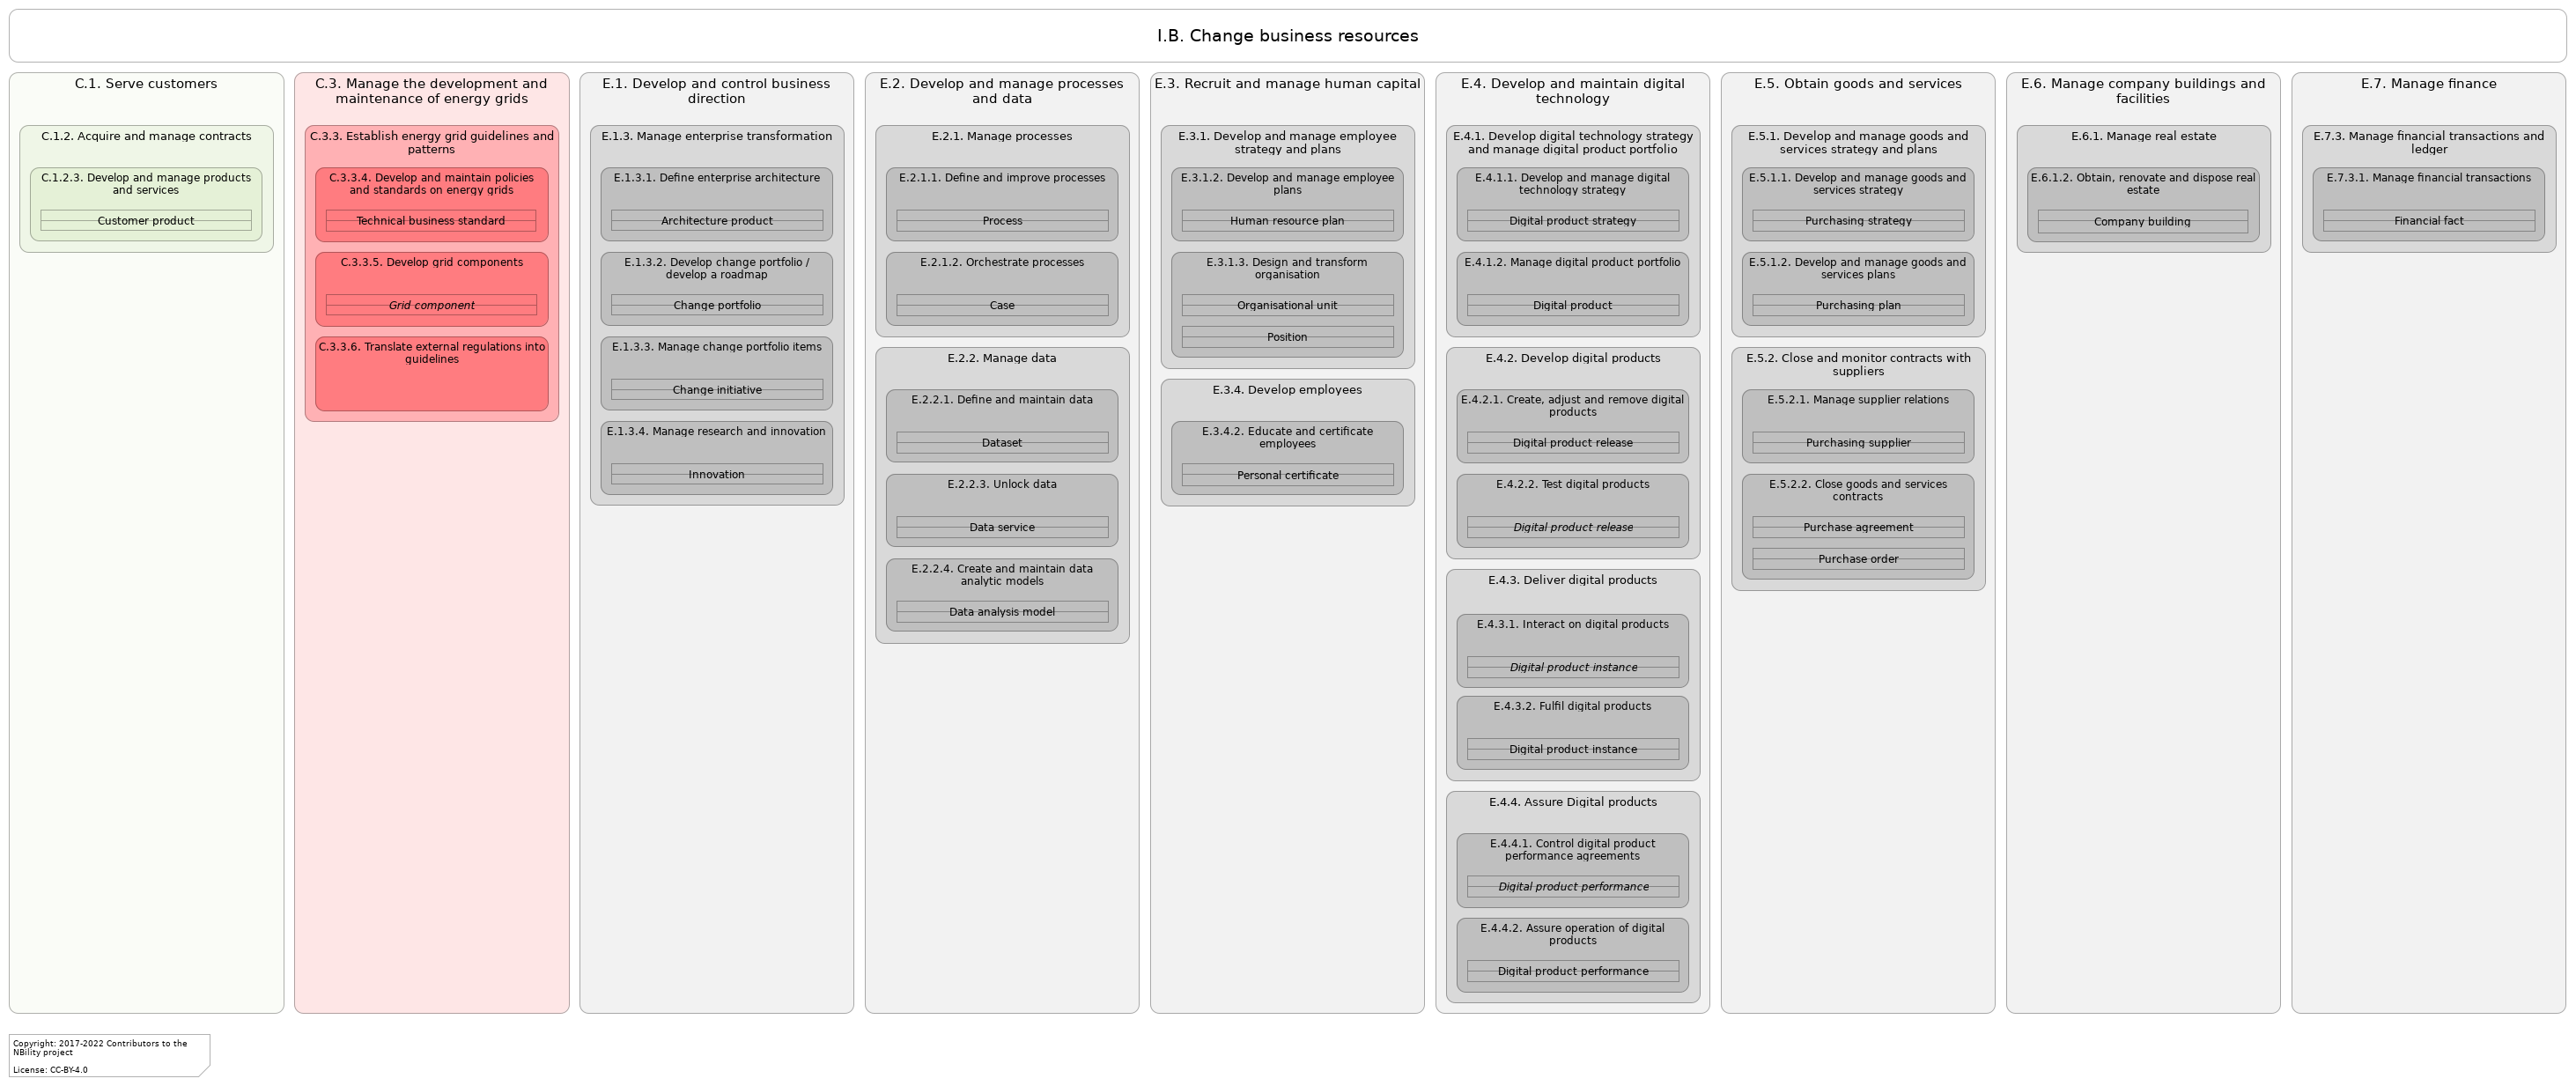 I.B. Change business resources
C.1. Serve customers
C.1.2. Acquire and manage contracts
C.1.2.3. Develop and manage products
and services
Customer product
C.3. Manage the development and
maintenance of energy grids
C.3.3. Establish energy grid guidelines and
patterns
C.3.3.4. Develop and maintain policies
and standards on energy grids
Technical business standard
C.3.3.5. Develop grid components
Grid component
C.3.3.6. Translate external regulations into
guidelines
E.1. Develop and control business
direction
E.1.3. Manage enterprise transformation
E.1.3.1. Define enterprise architecture
Architecture product
E.1.3.2. Develop change portfolio /
develop a roadmap
Change portfolio
E.1.3.3. Manage change portfolio items
Change initiative
E.1.3.4. Manage research and innovation
Innovation
E.2. Develop and manage processes
and data
E.2.1. Manage processes
E.2.1.1. Define and improve processes
Process
E.2.1.2. Orchestrate processes
Case
E.2.2. Manage data
E.2.2.1. Define and maintain data
Dataset
E.2.2.3. Unlock data
Data service
E.2.2.4. Create and maintain data
analytic models
Data analysis model
E.3. Recruit and manage human capital
E.3.1. Develop and manage employee
strategy and plans
E.3.1.2. Develop and manage employee
plans
Human resource plan
E.3.1.3. Design and transform
organisation
Organisational unit
Position
E.3.4. Develop employees
E.3.4.2. Educate and certificate
employees
Personal certificate
E.4. Develop and maintain digital
technology
E.4.1. Develop digital technology strategy
and manage digital product portfolio
E.4.1.1. Develop and manage digital
technology strategy
Digital product strategy
E.4.1.2. Manage digital product portfolio
Digital product
E.4.2. Develop digital products
E.4.2.1. Create, adjust and remove digital
products
Digital product release
E.4.2.2. Test digital products
Digital product release
E.4.3. Deliver digital products
E.4.3.1. Interact on digital products
Digital product instance
E.4.3.2. Fulfil digital products
Digital product instance
E.4.4. Assure Digital products
E.4.4.1. Control digital product
performance agreements
Digital product performance
E.4.4.2. Assure operation of digital
products
Digital product performance
E.5. Obtain goods and services
E.5.1. Develop and manage goods and
services strategy and plans
E.5.1.1. Develop and manage goods and
services strategy
Purchasing strategy
E.5.1.2. Develop and manage goods and
services plans
Purchasing plan
E.5.2. Close and monitor contracts with
suppliers
E.5.2.1. Manage supplier relations
Purchasing supplier
E.5.2.2. Close goods and services
contracts
Purchase agreement
Purchase order
E.6. Manage company buildings and
facilities
E.6.1. Manage real estate
E.6.1.2. Obtain, renovate and dispose real
estate
Company building
E.7. Manage finance
E.7.3. Manage financial transactions and
ledger
E.7.3.1. Manage financial transactions
Financial fact
Copyright: 2017-2022 Contributors to the
NBility project
License: CC-BY-4.0